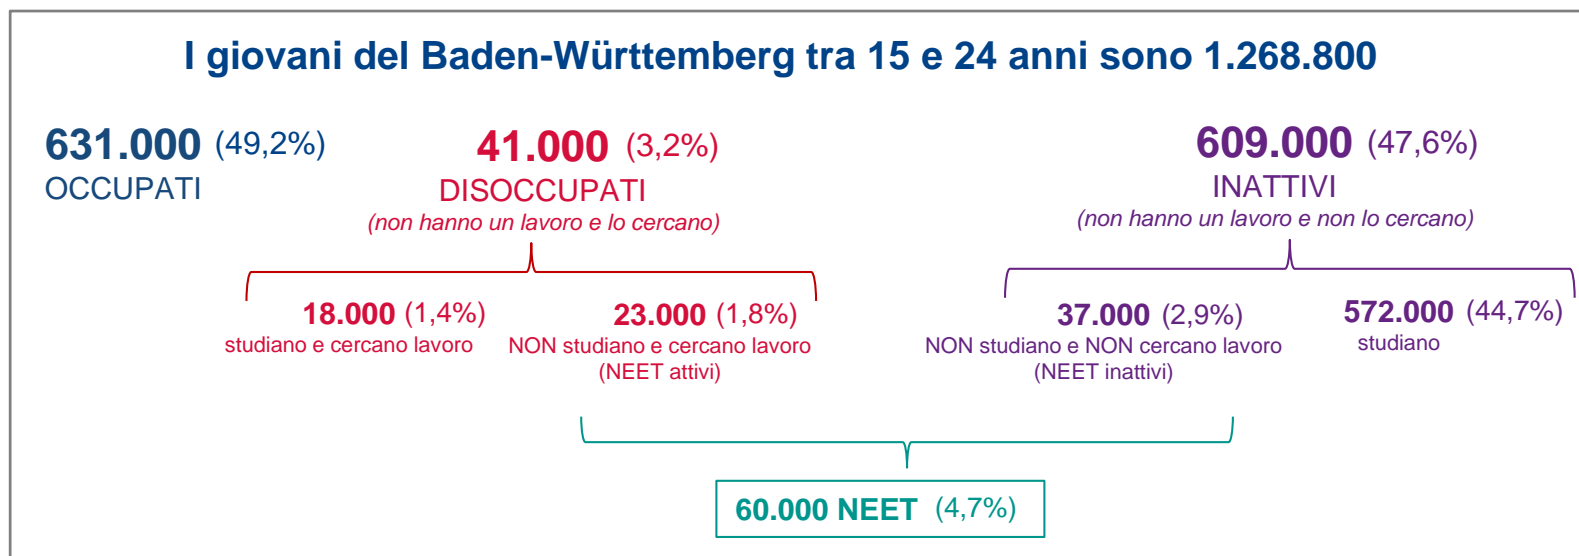 I giovani del Baden-Württemberg tra 15 e 24 anni sono 1.268.800
631.000 (49,2%)
OCCUPATI
41.000 (3,2%)
DISOCCUPATI
(non hanno un lavoro e lo cercano)
609.000 (47,6%)
INATTIVI
(non hanno un lavoro e non lo cercano)
18.000 (1,4%)
studiano e cercano lavoro
23.000 (1,8%)
NON studiano e cercano lavoro
(NEET attivi)
37.000 (2,9%)
NON studiano e NON cercano lavoro
(NEET inattivi)
572.000 (44,7%)
studiano
60.000 NEET (4,7%)